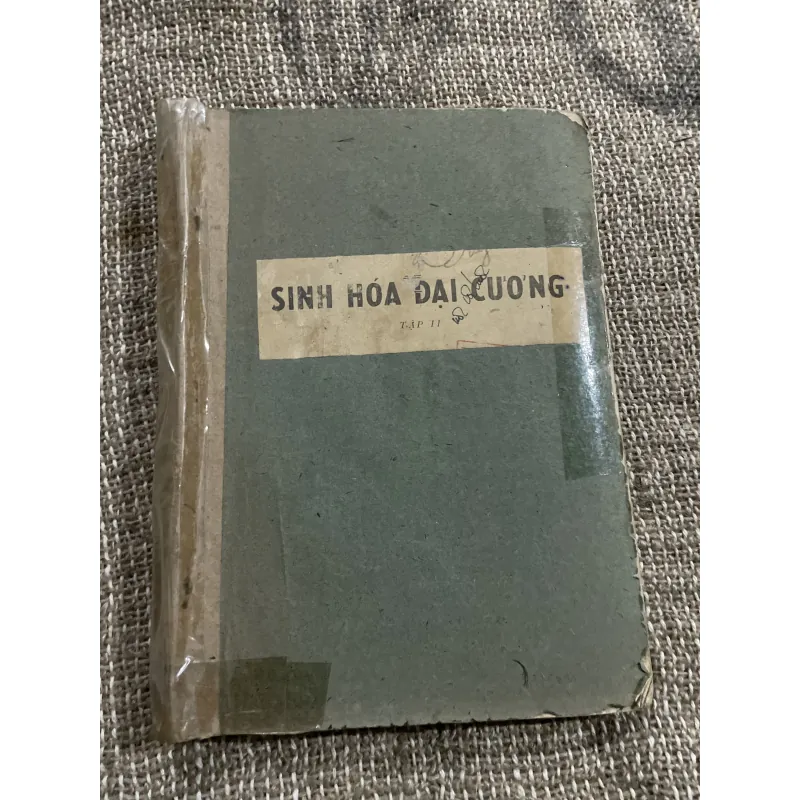 SINH HÓA ĐẠI CƯƠNG
TẬP II